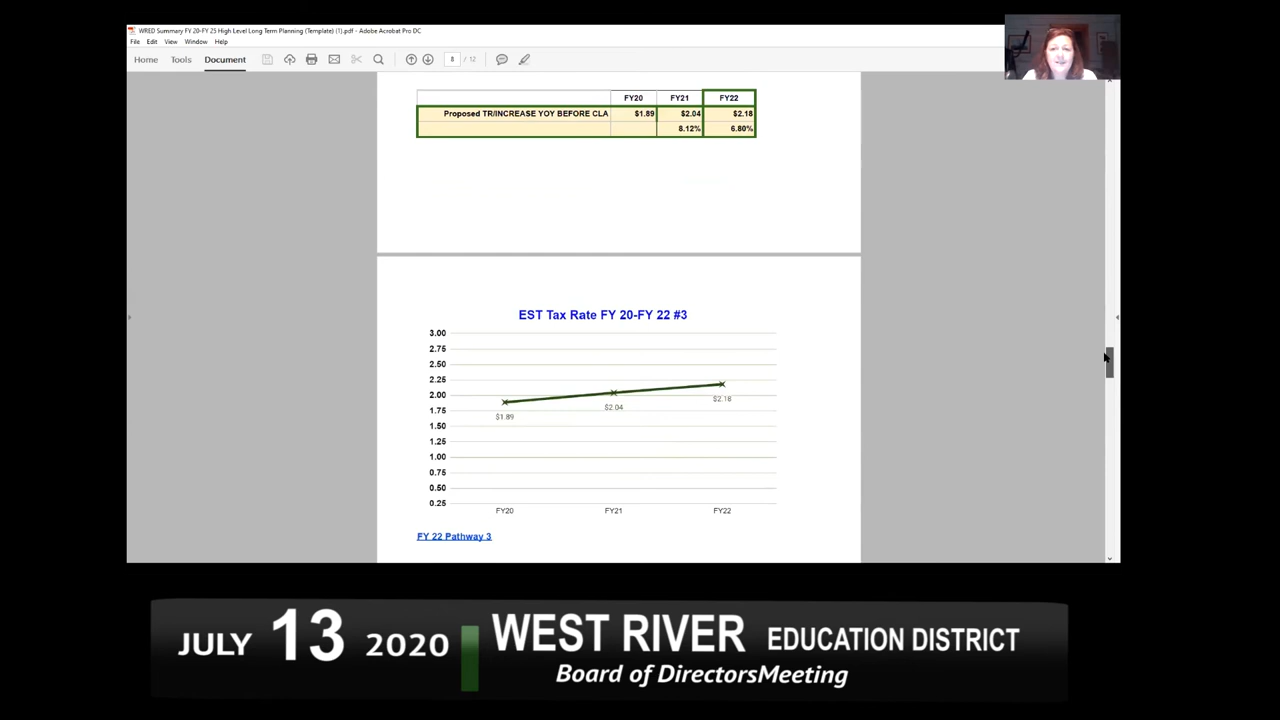 WRED Summary FY 20-FY 25 High Level Long Term Planning (Template) (1).pdf - Adobe Acrobat Pro DC
File Edit View Window Help
Home Tools Document 8 / 12
FY20 FY21 FY22
Proposed TR/INCREASE YOY BEFORE CLA $1.89 $2.04 $2.18
8.12% 6.80%
EST Tax Rate FY 20-FY 22 #3
3.00
2.75
2.50
2.25
2.00
1.75
1.50
1.25
1.00
0.75
0.50
0.25
$1.89 $2.04 $2.18
FY20 FY21 FY22
FY 22 Pathway 3
JULY 13 2020 WEST RIVER EDUCATION DISTRICT
Board of DirectorsMeeting